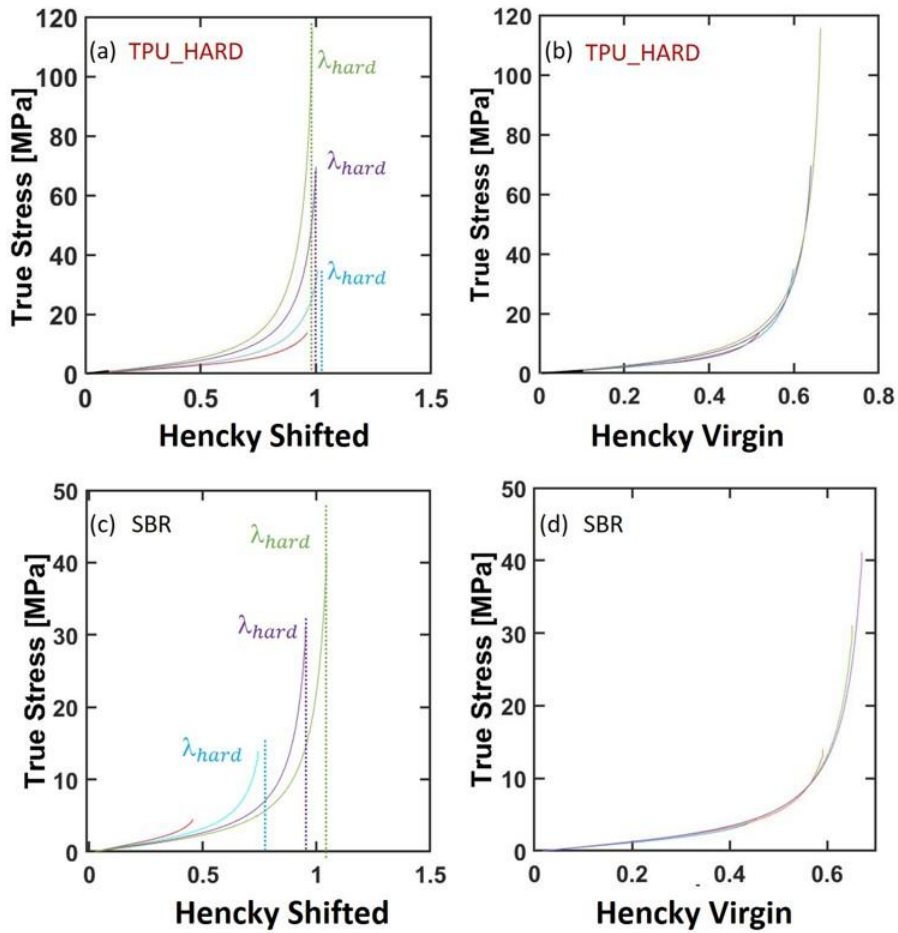 (a) TPU_HARD
λhard
λhard
λhard
True Stress [MPa]
120
100
80
60
40
20
0
0 0.5 1 1.5
Hencky Shifted
(b) TPU_HARD
True Stress [MPa]
120
100
80
60
40
20
0
0 0.2 0.4 0.6 0.8
Hencky Virgin
(c) SBR
λhard
λhard
λhard
True Stress [MPa]
50
40
30
20
10
0
0 0.5 1 1.5
Hencky Shifted
(d) SBR
True Stress [MPa]
50
40
30
20
10
0
0 0.2 0.4 0.6
Hencky Virgin